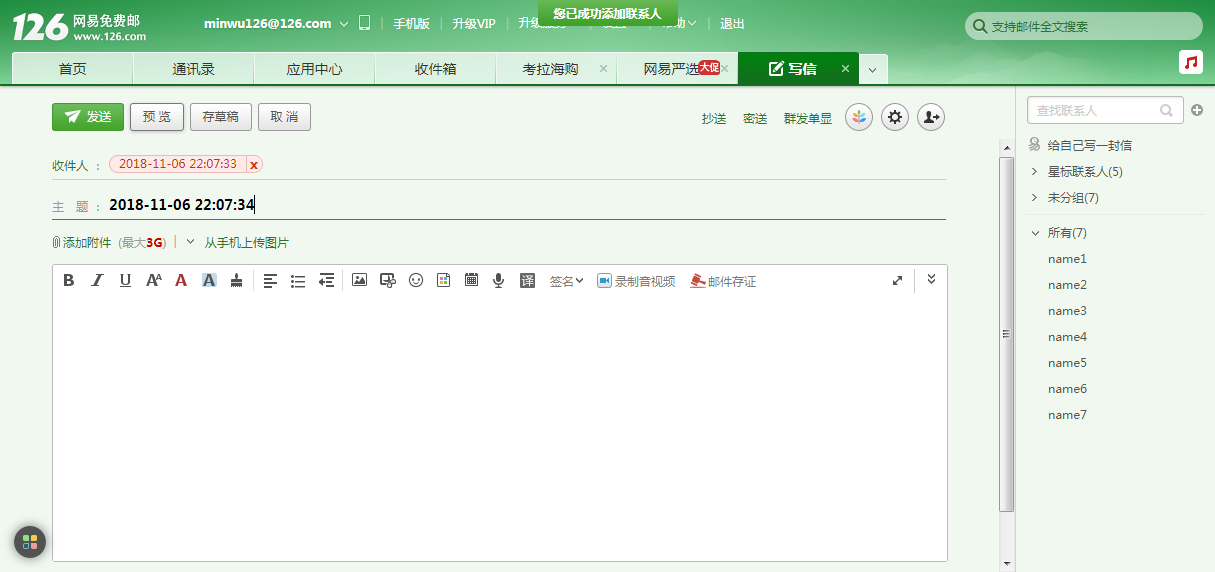 126 网易免费邮
www.126.com
minwu126@126.com
手机版
升级VIP
您已成功添加联系人
退出
支持邮件全文搜索
首页
通讯录
应用中心
收件箱
考拉海购
网易严选
大促
写信
发送
预 览
存草稿
取 消
抄送
密送
群发单显
收件人 ：
2018-11-06 22:07:33 x
主 题 ：
2018-11-06 22:07:34
添加附件 (最大3G)
从手机上传图片
B I U A A A A
译
签名
录制音视频
邮件存证
查找联系人
给自己写一封信
星标联系人(5)
未分组(7)
所有(7)
name1
name2
name3
name4
name5
name6
name7